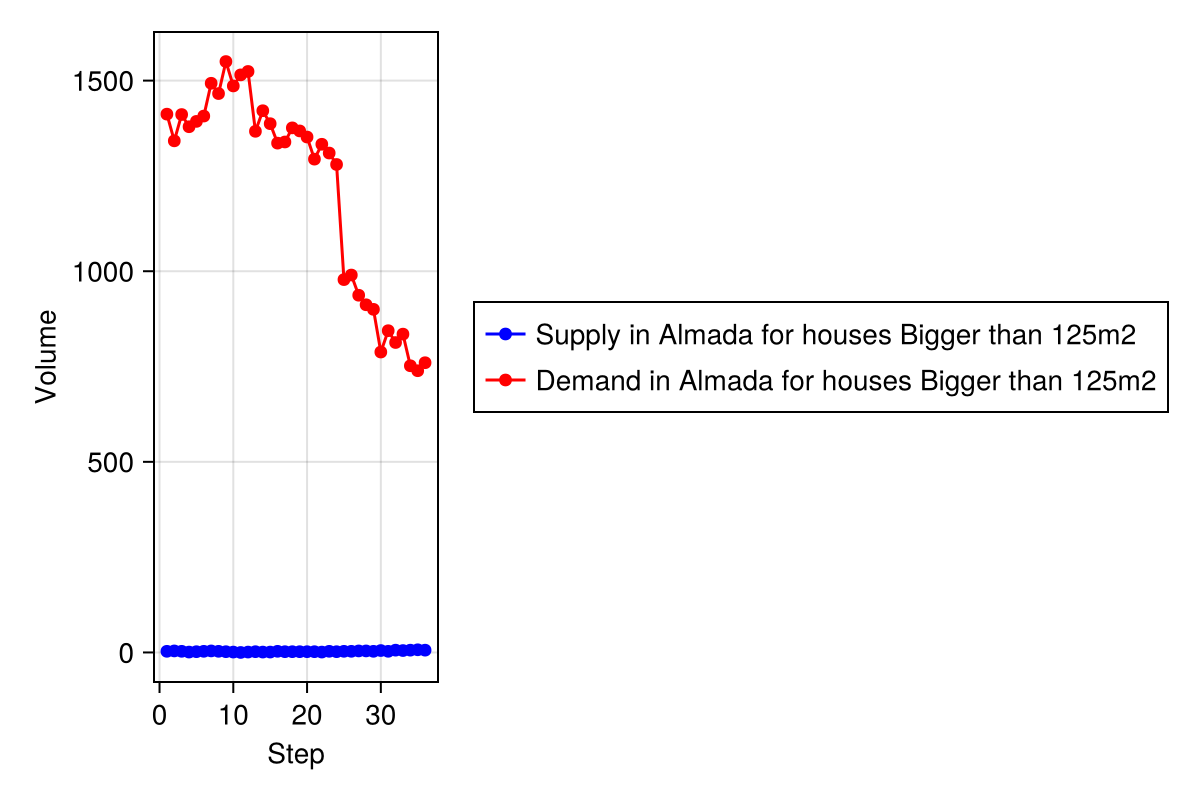 Volume
1500
1000
500
0
0 10 20 30
Step
Supply in Almada for houses Bigger than 125m2
Demand in Almada for houses Bigger than 125m2